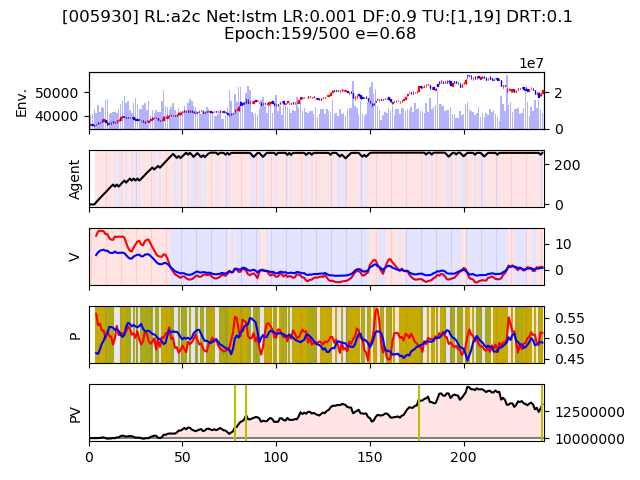 [005930] RL:a2c Net:lstm LR:0.001 DF:0.9 TU:[1,19] DRT:0.1
Epoch:159/500 e=0.68
1e7
Env.
50000
40000
2
0
Agent
200
0
V
10
0
P
0.55
0.50
0.45
PV
12500000
10000000
0 50 100 150 200